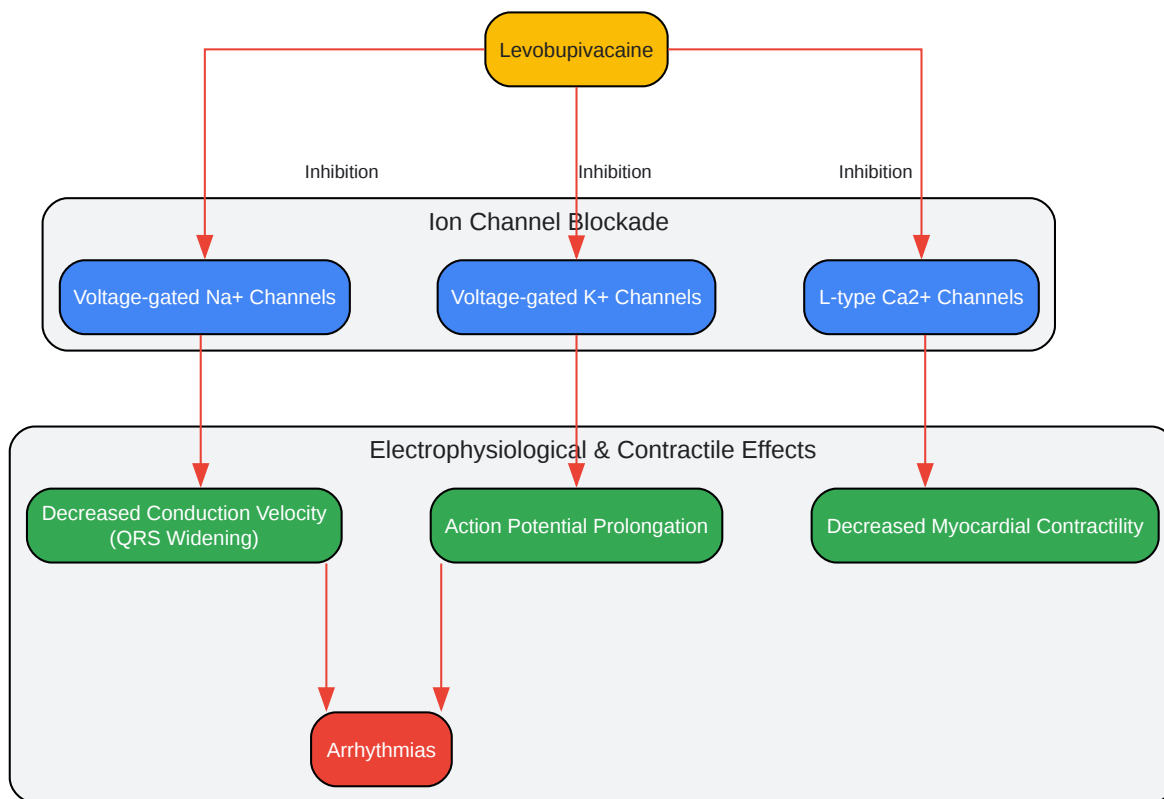 Levobupivacaine
Inhibition
Inhibition
Inhibition
Ion Channel Blockade
Voltage-gated Na+ Channels
Voltage-gated K+ Channels
L-type Ca2+ Channels
Electrophysiological & Contractile Effects
Decreased Conduction Velocity
(QRS Widening)
Action Potential Prolongation
Decreased Myocardial Contractility
Arrhythmias